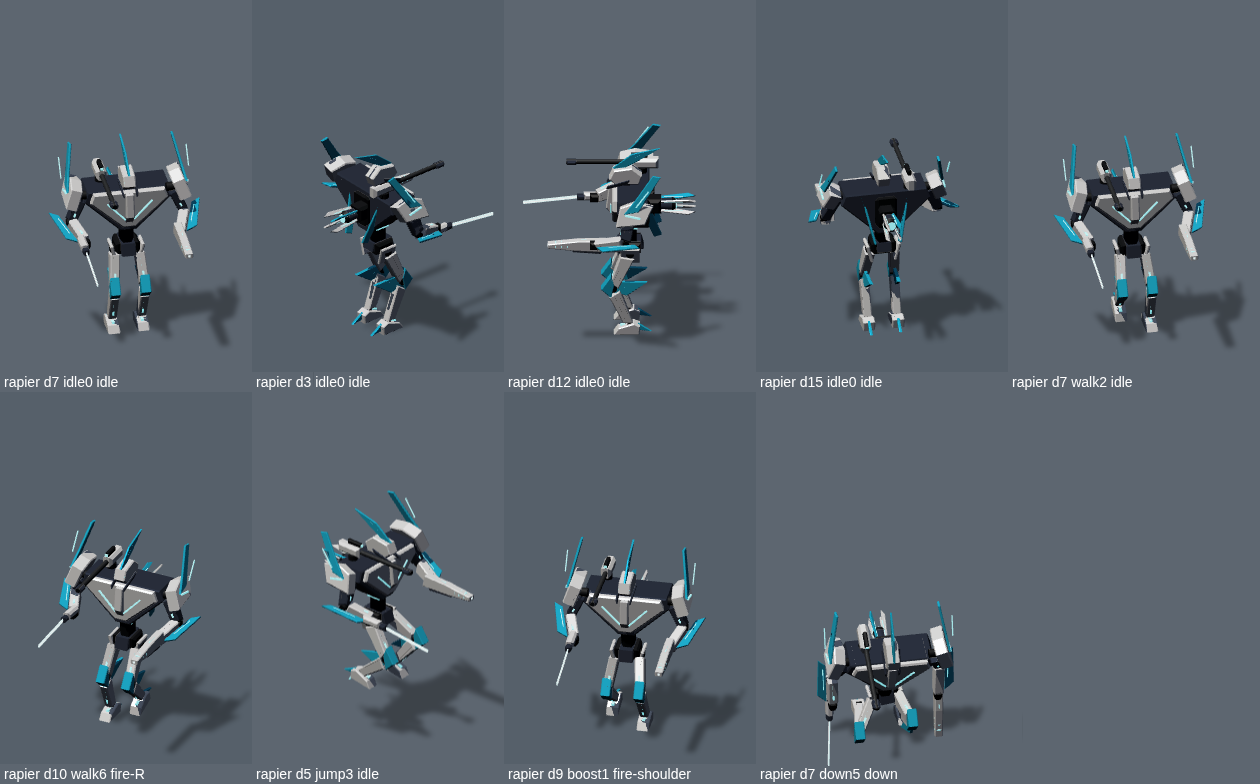 rapier d7 idle0 idle
rapier d3 idle0 idle
rapier d12 idle0 idle
rapier d15 idle0 idle
rapier d7 walk2 idle
rapier d10 walk6 fire-R
rapier d5 jump3 idle
rapier d9 boost1 fire-shoulder
rapier d7 down5 down